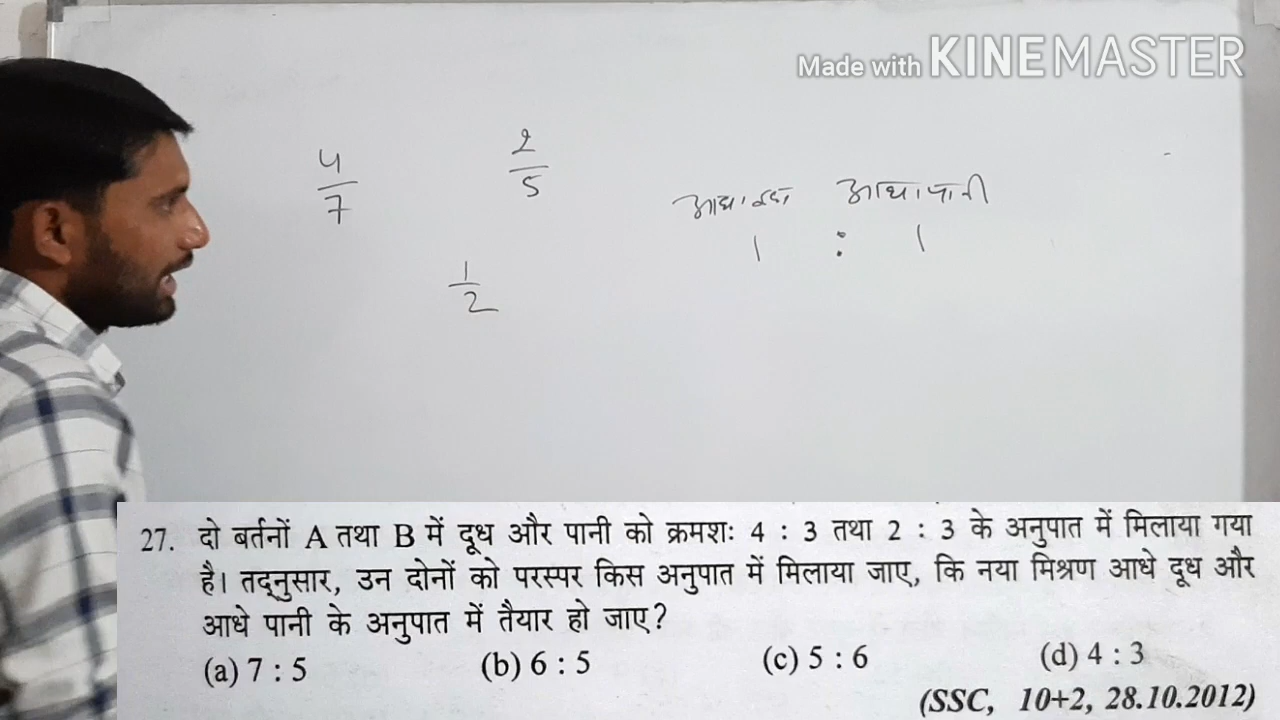 Made with KINEMASTER
4/7
2/5
आधा आधा पानी
1 : 1
1/2
27. दो बर्तनों A तथा B में दूध और पानी को क्रमशः 4 : 3 तथा 2 : 3 के अनुपात में मिलाया गया
है। तद्नुसार, उन दोनों को परस्पर किस अनुपात में मिलाया जाए, कि नया मिश्रण आधे दूध और
आधे पानी के अनुपात में तैयार हो जाए?
(a) 7 : 5 (b) 6 : 5 (c) 5 : 6 (d) 4 : 3
(SSC, 10+2, 28.10.2012)